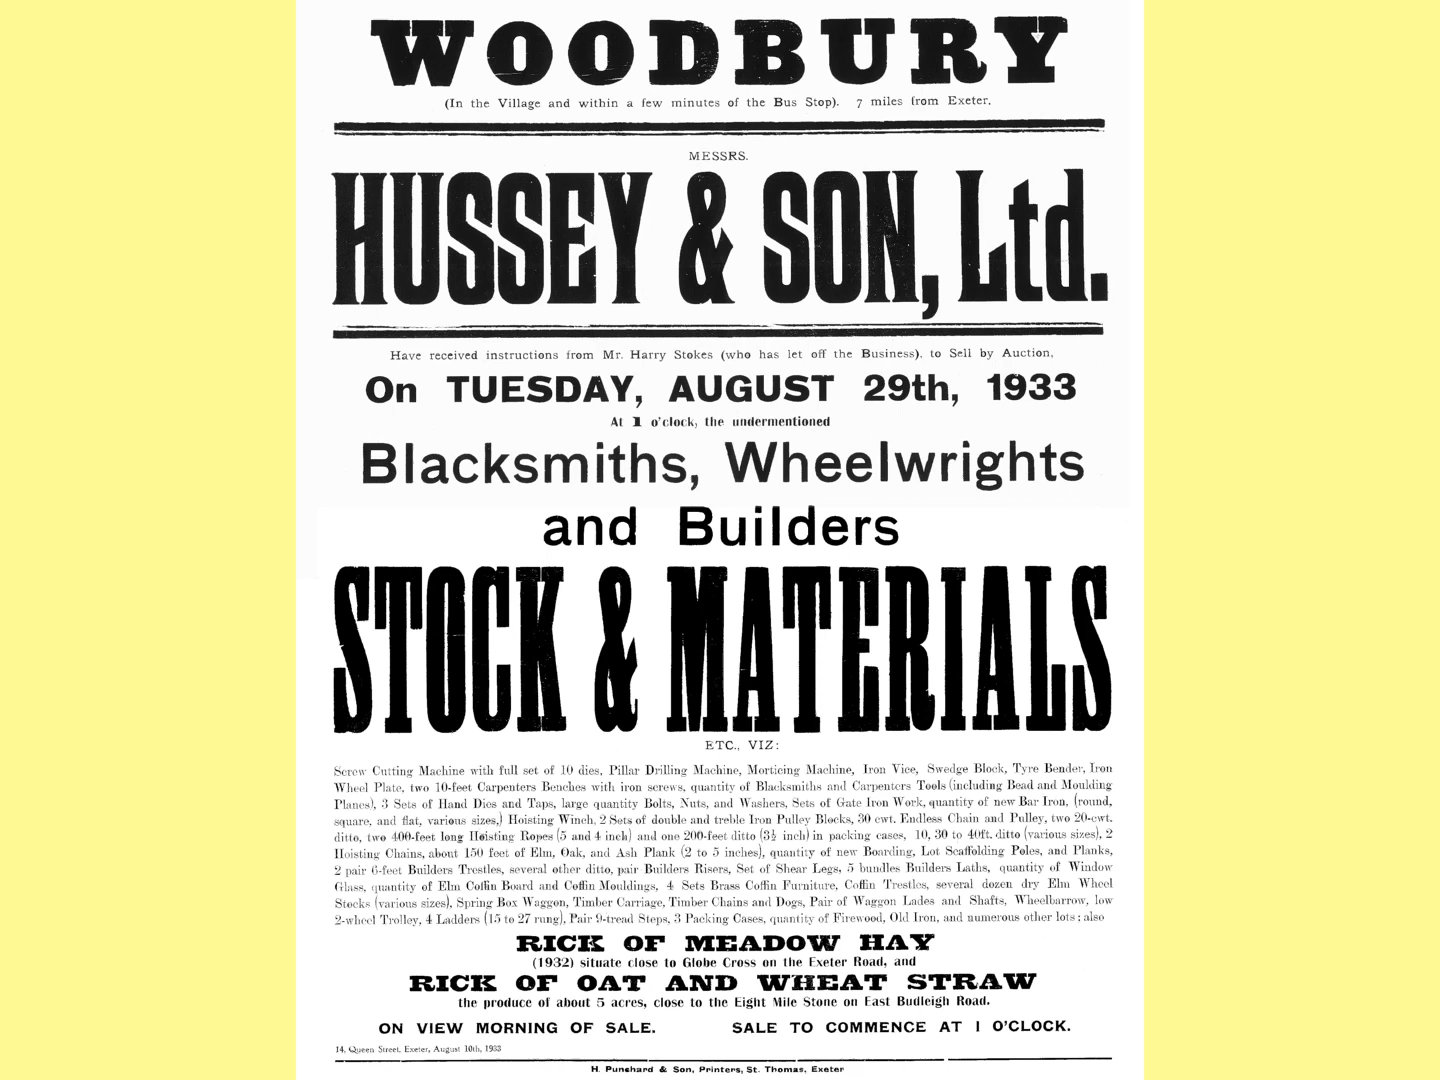 WOODBURY
(In the Village and within a few minutes of the Bus Stop). 7 miles from Exeter.
MESSRS.
HUSSEY & SON, Ltd.
Have received instructions from Mr. Harry Stokes (who has let off the Business), to Sell by Auction,
On TUESDAY, AUGUST 29th, 1933
At 1 o'clock, the undermentioned
Blacksmiths, Wheelwrights
and Builders
STOCK & MATERIALS
ETC., VIZ:
Screw Cutting Machine with full set of 10 dies, Pillar Drilling Machine, Morticing Machine, Iron Vice, Swedge Block, Tyre Bender, Iron
Wheel Plate, two 10-feet Carpenters Benches with iron screws, quantity of Blacksmiths and Carpenters Tools (including Bead and Moulding
Planes), 3 Sets of Hand Dies and Taps, large quantity Bolts, Nuts, and Washers, Sets of Gate Iron Work, quantity of new Bar Iron, (round,
square, and flat, various sizes,) Hoisting Winch, 2 Sets of double and treble Iron Pulley Blocks, 30 cwt. Endless Chain and Pulley, two 20-cwt.
ditto, two 400-feet long Hoisting Ropes (5 and 4 inch) and one 200-feet ditto (3½ inch) in packing cases, 10, 30 to 40ft. ditto (various sizes), 2
Hoisting Chains, about 150 feet of Elm, Oak, and Ash Plank (2 to 5 inches), quantity of new Boarding, Lot Scaffolding Poles, and Planks,
2 pair 6-feet Builders Trestles, several other ditto, pair Builders Risers, Set of Shear Legs, 5 bundles Builders Laths, quantity of Window
Glass, quantity of Elm Coffin Board and Coffin Mouldings, 4 Sets Brass Coffin Furniture, Coffin Trestles, several dozen dry Elm Wheel
Stocks (various sizes), Spring Box Waggon, Timber Carriage, Timber Chains and Dogs, Pair of Waggon Lades and Shafts, Wheelbarrow, low
2-wheel Trolley, 4 Ladders (15 to 27 rung), Pair 9-tread Steps, 3 Packing Cases, quantity of Firewood, Old Iron, and numerous other lots; also
RICK OF MEADOW HAY
(1932) situate close to Globe Cross on the Exeter Road, and
RICK OF OAT AND WHEAT STRAW
the produce of about 5 acres, close to the Eight Mile Stone on East Budleigh Road.
ON VIEW MORNING OF SALE. SALE TO COMMENCE AT 1 O'CLOCK.
14, Queen Street, Exeter, August 10th, 1933
H. Punchard & Son, Printers, St. Thomas, Exeter